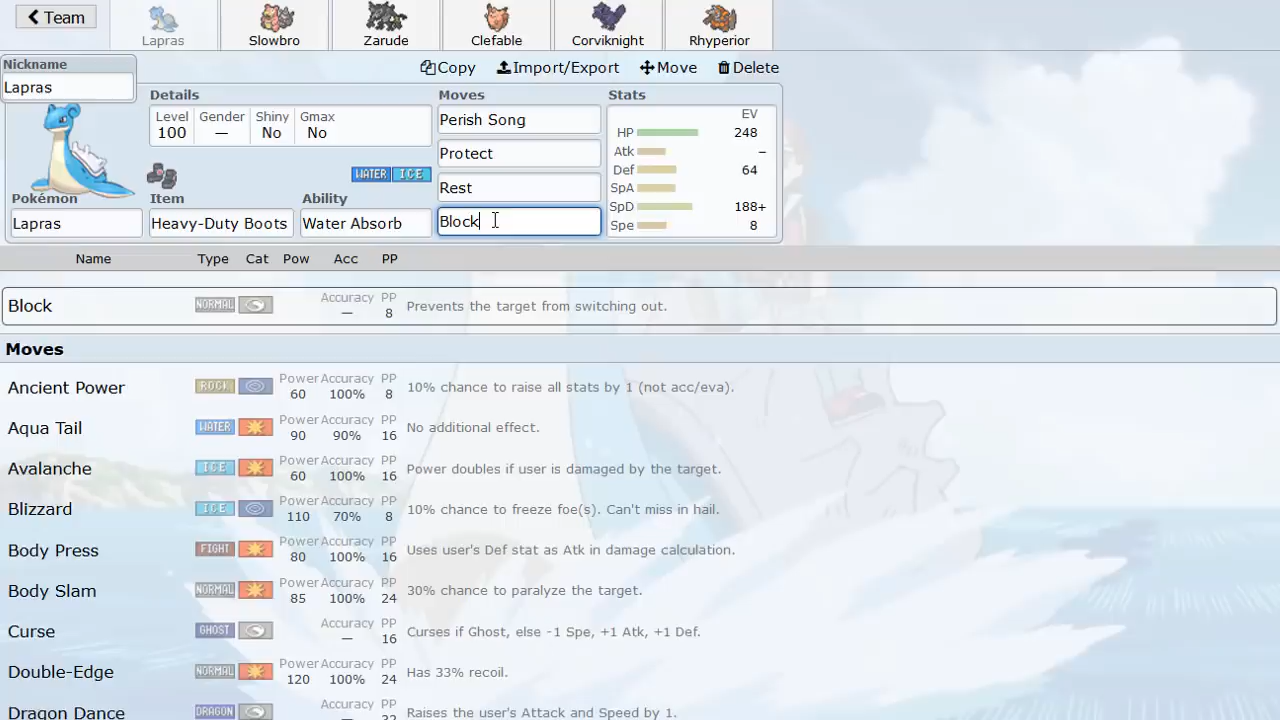 Team
Lapras
Slowbro
Zarude
Clefable
Corviknight
Rhyperior
Nickname
Lapras
Copy
Import/Export
Move
Delete
Details
Level Gender Shiny Gmax
100 — No No
WATER ICE
Pokémon
Lapras
Item
Heavy-Duty Boots
Ability
Water Absorb
Moves
Perish Song
Protect
Rest
Block
Stats
EV
HP 248
Atk –
Def 64
SpA
SpD 188+
Spe 8
Name Type Cat Pow Acc PP
Block NORMAL Accuracy — PP 8 Prevents the target from switching out.
Moves
Ancient Power ROCK Power 60 Accuracy 100% PP 8 10% chance to raise all stats by 1 (not acc/eva).
Aqua Tail WATER Power 90 Accuracy 90% PP 16 No additional effect.
Avalanche ICE Power 60 Accuracy 100% PP 16 Power doubles if user is damaged by the target.
Blizzard ICE Power 110 Accuracy 70% PP 8 10% chance to freeze foe(s). Can't miss in hail.
Body Press FIGHT Power 80 Accuracy 100% PP 16 Uses user's Def stat as Atk in damage calculation.
Body Slam NORMAL Power 85 Accuracy 100% PP 24 30% chance to paralyze the target.
Curse GHOST Accuracy — PP 16 Curses if Ghost, else -1 Spe, +1 Atk, +1 Def.
Double-Edge NORMAL Power 120 Accuracy 100% PP 24 Has 33% recoil.
Dragon Dance DRAGON Accuracy — PP 32 Raises the user's Attack and Speed by 1.